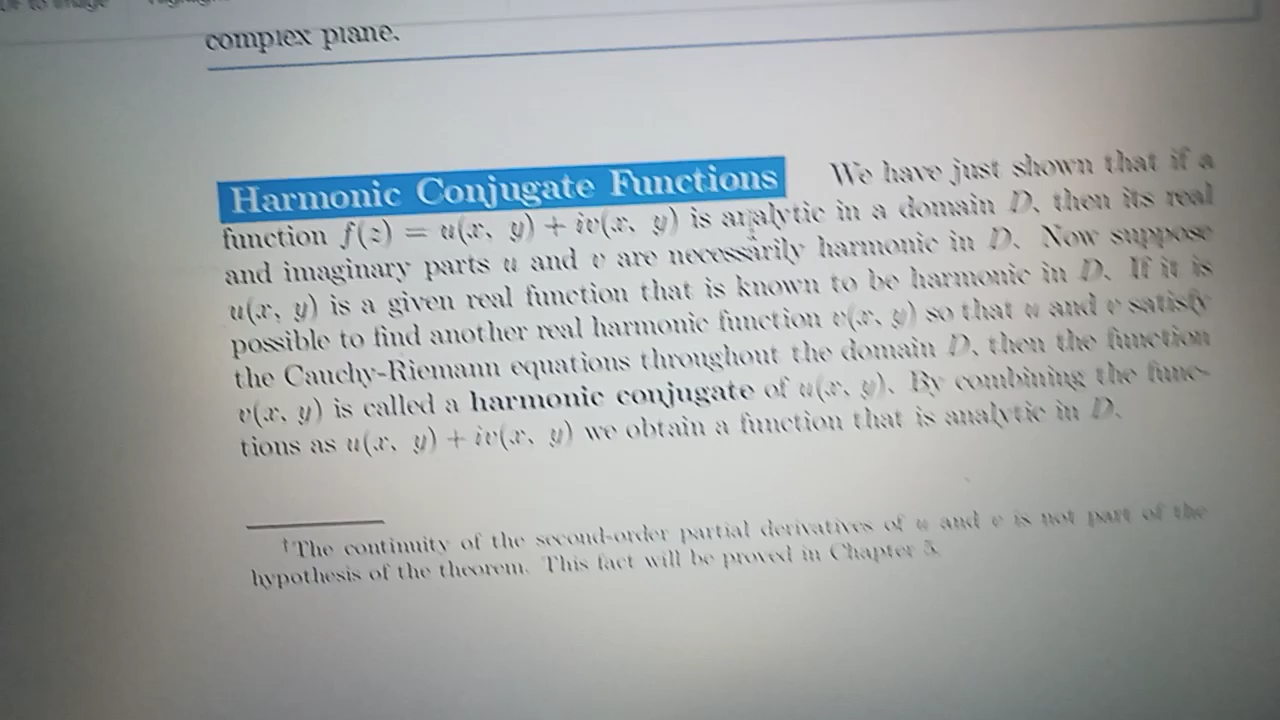 complex plane.
Harmonic Conjugate Functions We have just shown that if a
function f(z) = u(x, y) + iv(x, y) is analytic in a domain D, then its real
and imaginary parts u and v are necessarily harmonic in D. Now suppose
u(x, y) is a given real function that is known to be harmonic in D. If it is
possible to find another real harmonic function v(x, y) so that u and v satisfy
the Cauchy-Riemann equations throughout the domain D, then the function
v(x, y) is called a harmonic conjugate of u(x, y). By combining the func-
tions as u(x, y) + iv(x, y) we obtain a function that is analytic in D.
†The continuity of the second-order partial derivatives of u and v is not part of the
hypothesis of the theorem. This fact will be proved in Chapter 5.